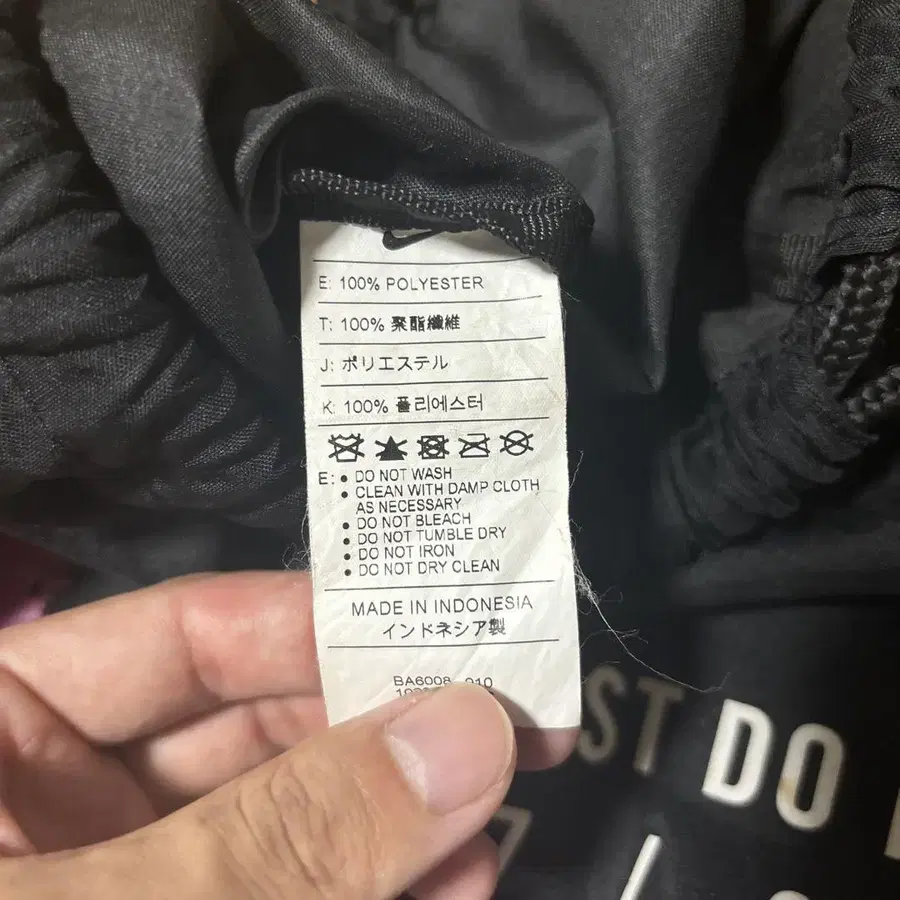 E: 100% POLYESTER
T: 100% 聚酯纖維
J: ポリエステル
K: 100% 폴리에스터
E: • DO NOT WASH
• CLEAN WITH DAMP CLOTH
AS NECESSARY
• DO NOT BLEACH
• DO NOT TUMBLE DRY
• DO NOT IRON
• DO NOT DRY CLEAN
MADE IN INDONESIA
インドネシア製
BA6008 010
ST DO